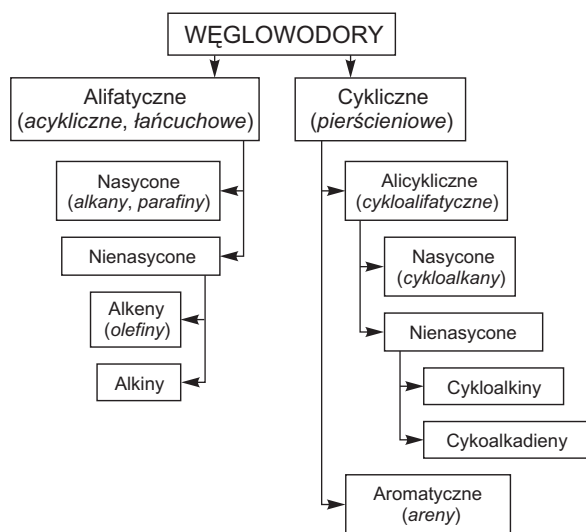 WĘGLOWODORY
Alifatyczne
(acykliczne, łańcuchowe)
Nasycone
(alkany, parafiny)
Nienasycone
Alkeny
(olefiny)
Alkiny
Cykliczne
(pierścieniowe)
Alicykliczne
(cykloalifatyczne)
Nasycone
(cykloalkany)
Nienasycone
Cykloalkiny
Cykoalkadieny
Aromatyczne
(areny)